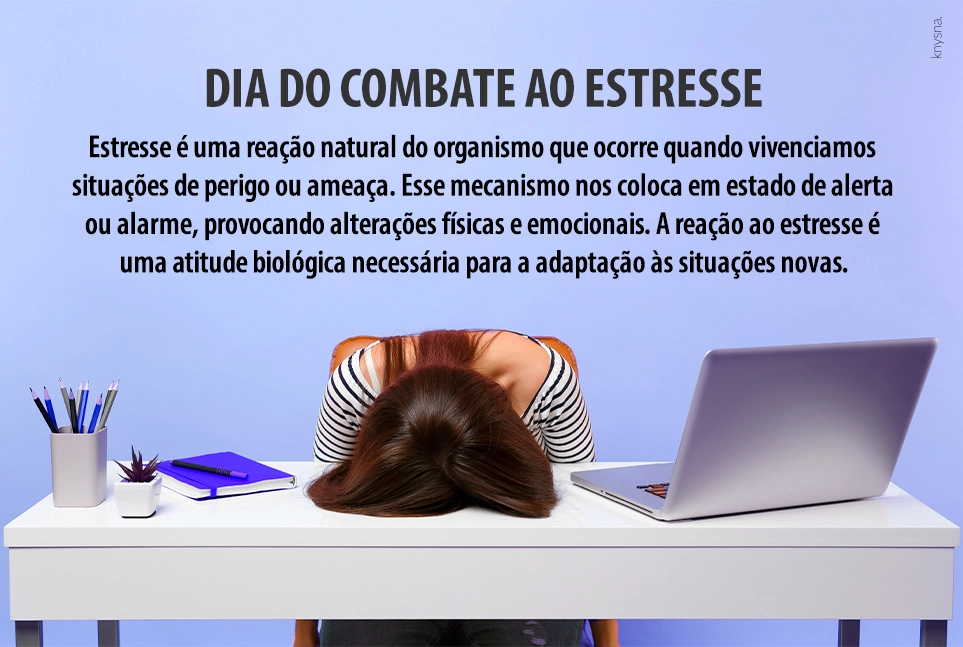 knysna.
DIA DO COMBATE AO ESTRESSE
Estresse é uma reação natural do organismo que ocorre quando vivenciamos
situações de perigo ou ameaça. Esse mecanismo nos coloca em estado de alerta
ou alarme, provocando alterações físicas e emocionais. A reação ao estresse é
uma atitude biológica necessária para a adaptação às situações novas.